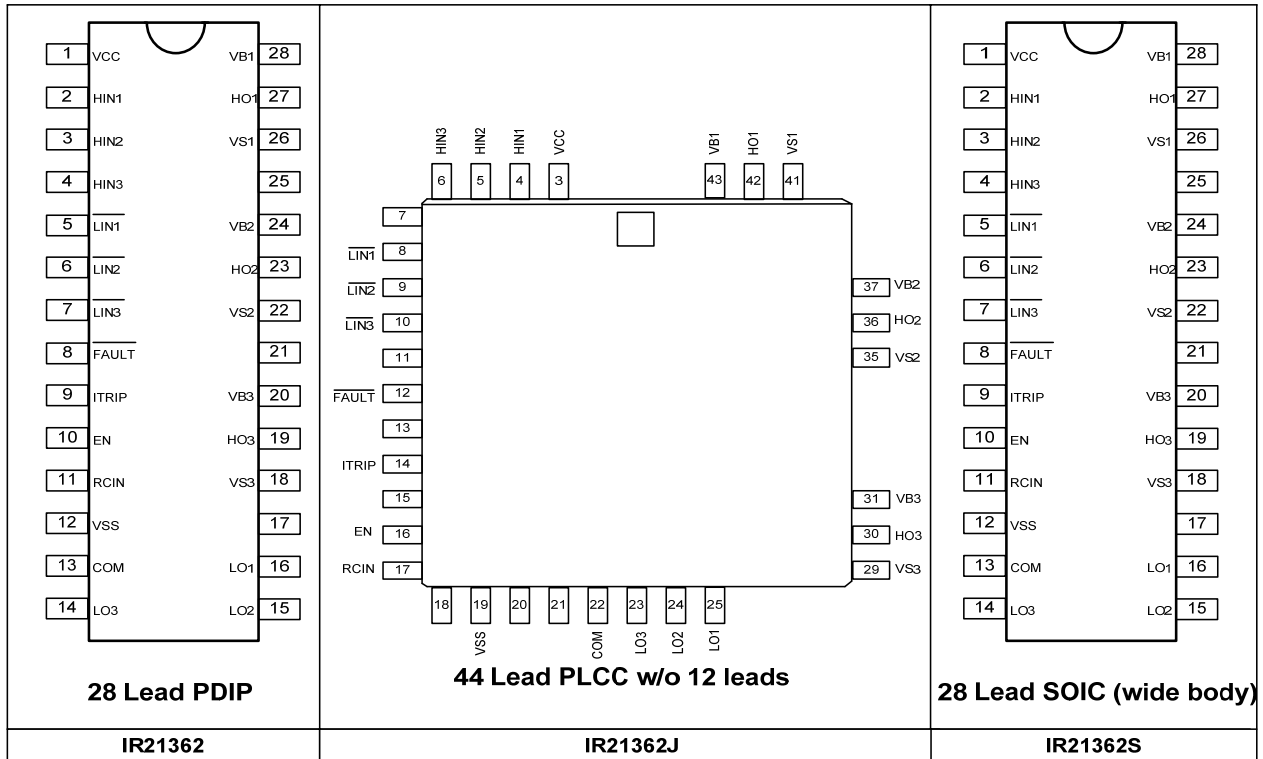 1 VCC VB1 28
2 HIN1 HO1 27
3 HIN2 VS1 26
4 HIN3 25
5 LIN1 VB2 24
6 LIN2 HO2 23
7 LIN3 VS2 22
8 FAULT 21
9 ITRIP VB3 20
10 EN HO3 19
11 RCIN VS3 18
12 VSS 17
13 COM LO1 16
14 LO3 LO2 15
28 Lead PDIP
IR21362
HIN3 HIN2 HIN1 VCC VB1 HO1 VS1
6 5 4 3 43 42 41
7
LIN1 8
LIN2 9 37 VB2
LIN3 10 36 HO2
11 35 VS2
FAULT 12
13
ITRIP 14
15 31 VB3
EN 16 30 HO3
RCIN 17 29 VS3
18 19 20 21 22 23 24 25
VSS COM LO3 LO2 LO1
44 Lead PLCC w/o 12 leads
IR21362J
1 VCC VB1 28
2 HIN1 HO1 27
3 HIN2 VS1 26
4 HIN3 25
5 LIN1 VB2 24
6 LIN2 HO2 23
7 LIN3 VS2 22
8 FAULT 21
9 ITRIP VB3 20
10 EN HO3 19
11 RCIN VS3 18
12 VSS 17
13 COM LO1 16
14 LO3 LO2 15
28 Lead SOIC (wide body)
IR21362S